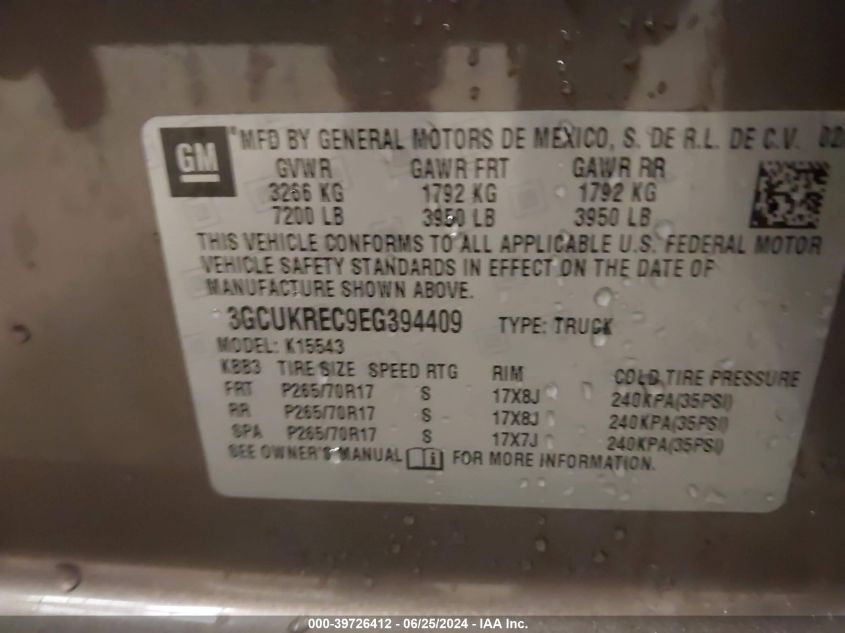 GM
MFD BY GENERAL MOTORS DE MEXICO, S. DE R.L. DE C.V.
GVWR GAWR FRT GAWR RR
3266 KG 1792 KG 1792 KG
7200 LB 3950 LB 3950 LB
THIS VEHICLE CONFORMS TO ALL APPLICABLE U.S. FEDERAL MOTOR
VEHICLE SAFETY STANDARDS IN EFFECT ON THE DATE OF
MANUFACTURE SHOWN ABOVE.
3GCUKREC9EG394409 TYPE: TRUCK
MODEL: K15543
KBB3 TIRE SIZE SPEED RTG RIM COLD TIRE PRESSURE
FRT P265/70R17 S 17X8J 240KPA(35PSI)
RR P265/70R17 S 17X8J 240KPA(35PSI)
SPA P265/70R17 S 17X7J 240KPA(35PSI)
SEE OWNER'S MANUAL FOR MORE INFORMATION.
000-39726412 - 06/25/2024 - IAA Inc.